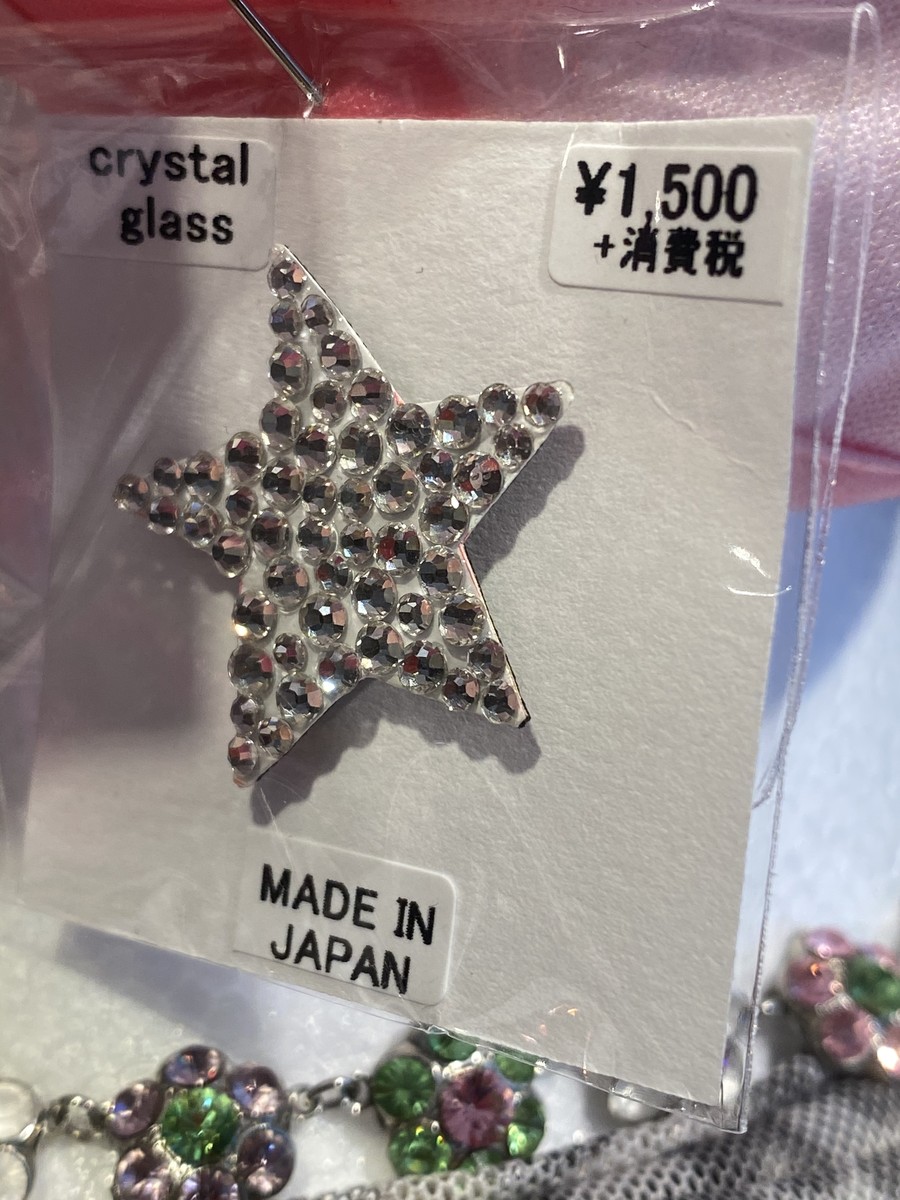 crystal
glass
¥1,500
+消費税
MADE IN
JAPAN